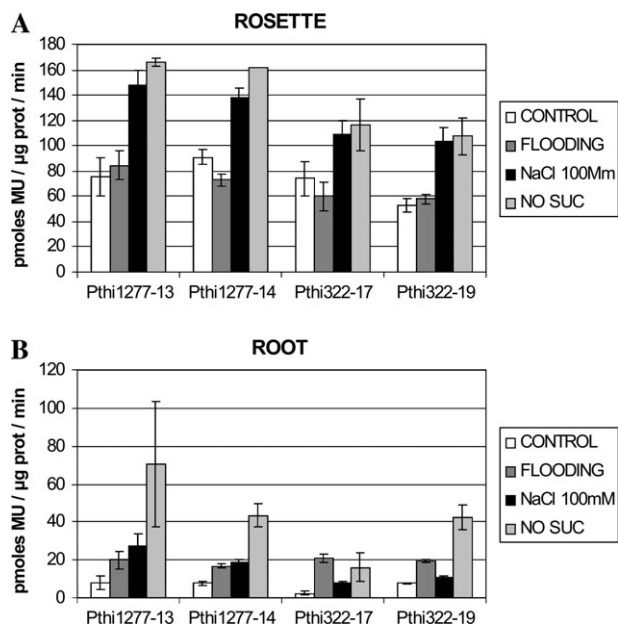 A
ROSETTE
pmoles MU / µg prot / min
180
160
140
120
100
80
60
40
20
0
Pthi1277-13 Pthi1277-14 Pthi322-17 Pthi322-19
CONTROL
FLOODING
NaCl 100Mm
NO SUC
B
ROOT
pmoles MU / µg prot / min
120
100
80
60
40
20
0
Pthi1277-13 Pthi1277-14 Pthi322-17 Pthi322-19
CONTROL
FLOODING
NaCl 100mM
NO SUC